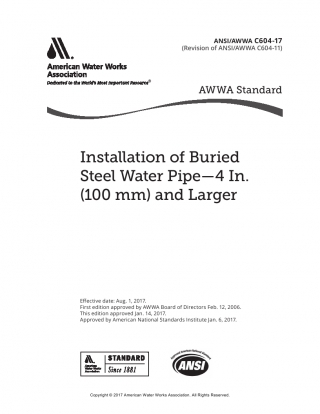 ANSI/AWWA C604-17
(Revision of ANSI/AWWA C604-11)
American Water Works
Association
Dedicated to the World's Most Important Resource®
AWWA Standard
Installation of Buried
Steel Water Pipe—4 In.
(100 mm) and Larger
Effective date: Aug. 1, 2017.
First edition approved by AWWA Board of Directors Feb. 12, 2006.
This edition approved Jan. 14, 2017.
Approved by American National Standards Institute Jan. 6, 2017.
American
Water Works
Association
STANDARD
Since 1881
ANSI
Copyright © 2017 American Water Works Association. All Rights Reserved.